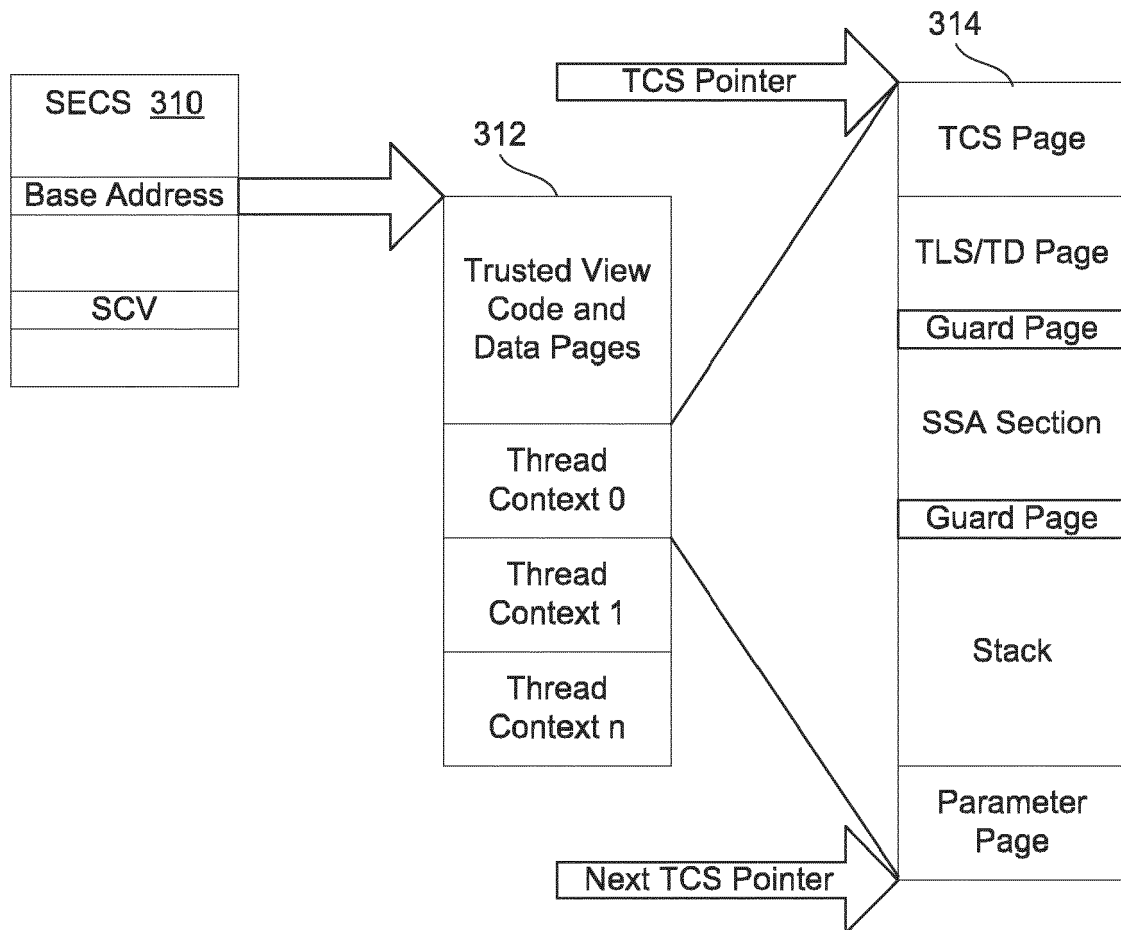 314
TCS Pointer
SECS 310
312
TCS Page
Base Address
Trusted View
Code and
Data Pages
TLS/TD Page
SCV
Guard Page
SSA Section
Thread
Context 0
Guard Page
Thread
Context 1
Stack
Thread
Context n
Parameter
Page
Next TCS Pointer